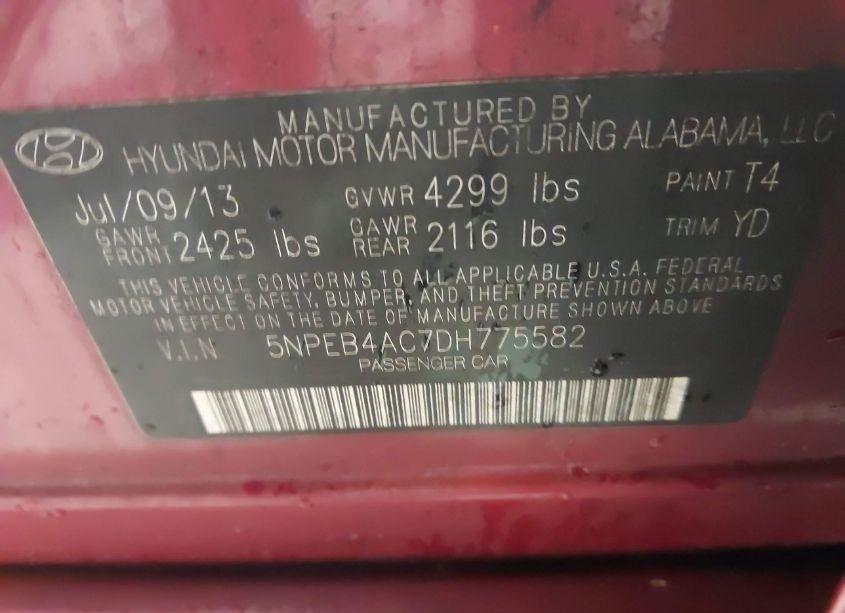 MANUFACTURED BY
HYUNDAI MOTOR MANUFACTURING ALABAMA, LLC
Jul/09/13 GVWR 4299 lbs PAINT T4
GAWR FRONT 2425 lbs GAWR REAR 2116 lbs TRIM YD
THIS VEHICLE CONFORMS TO ALL APPLICABLE U.S.A. FEDERAL
MOTOR VEHICLE SAFETY, BUMPER, AND THEFT PREVENTION STANDARDS
IN EFFECT ON THE DATE OF MANUFACTURE SHOWN ABOVE
V.I.N 5NPEB4AC7DH775582
PASSENGER CAR